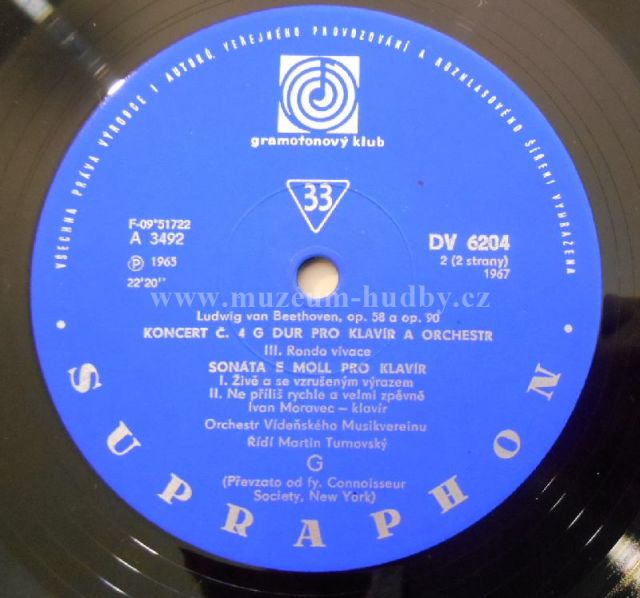 VŠECHNA PRÁVA VÝROBCE I AUTORŮ, VEŘEJNÉHO PROVOZOVÁNÍ A ROZHLASOVÉHO ŠÍŘENÍ VYHRAŽENA
gramofonový klub
33
F-09*51722
A 3492
DV 6204
2 (2 strany)
℗ 1965
1967
22'20''
www.muzeum-hudby.cz
Ludwig van Beethoven, op. 58 a op. 90
KONCERT Č. 4 G DUR PRO KLAVÍR A ORCHESTR
III. Rondo vivace
SONÁTA E MOLL PRO KLAVÍR
I. Živě a se vzrušeným výrazem
II. Ne příliš rychle a velmi zpěvně
Ivan Moravec – klavír
Orchestr Vídeňského Musikvereinu
Řídí Martin Turnovský
G
(Převzato od fy. Connoisseur
Society, New York)
• SUPRAPHON •